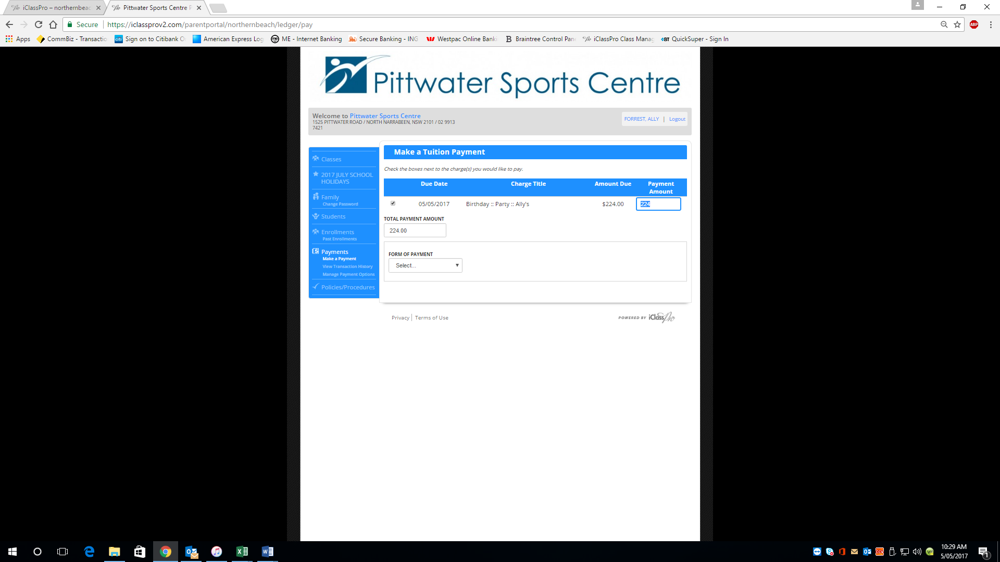 iClassPro – northernbeac
Pittwater Sports Centre P
Secure
https://iclassprov2.com/parentportal/northernbeach/ledger/pay
ABP
Apps
CommBiz - Transactio
Sign on to Citibank O
American Express Log
ME - Internet Banking
Secure Banking - ING
Westpac Online Banki
Braintree Control Pan
iClassPro Class Manag
QuickSuper - Sign In
Pittwater Sports Centre
Welcome to Pittwater Sports Centre
1525 PITTWATER ROAD / NORTH NARRABEEN, NSW 2101 / 02 9913
7421
FORREST, ALLY | Logout
Classes
2017 JULY SCHOOL
HOLIDAYS
Family
Change Password
Students
Enrollments
Past Enrollments
Payments
Make a Payment
View Transaction History
Manage Payment Options
Policies/Procedures
Make a Tuition Payment
Check the boxes next to the charge(s) you would like to pay.
Due Date Charge Title Amount Due Payment
Amount
05/05/2017 Birthday :: Party :: Ally's $224.00 224
TOTAL PAYMENT AMOUNT
224.00
FORM OF PAYMENT
Select...
Privacy | Terms of Use
POWERED BY iClassPro
10:29 AM
5/05/2017
1